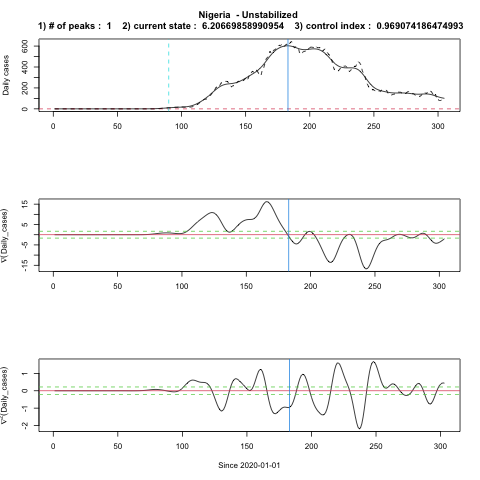 Nigeria - Unstabilized
1) # of peaks : 1 2) current state : 6.20669858990954 3) control index : 0.969074186474993
Daily cases
600
400
200
0
0 50 100 150 200 250 300
∇(Daily_cases)
15
5
-5
-15
0 50 100 150 200 250 300
∇²(Daily_cases)
1
0
-1
-2
0 50 100 150 200 250 300
Since 2020-01-01